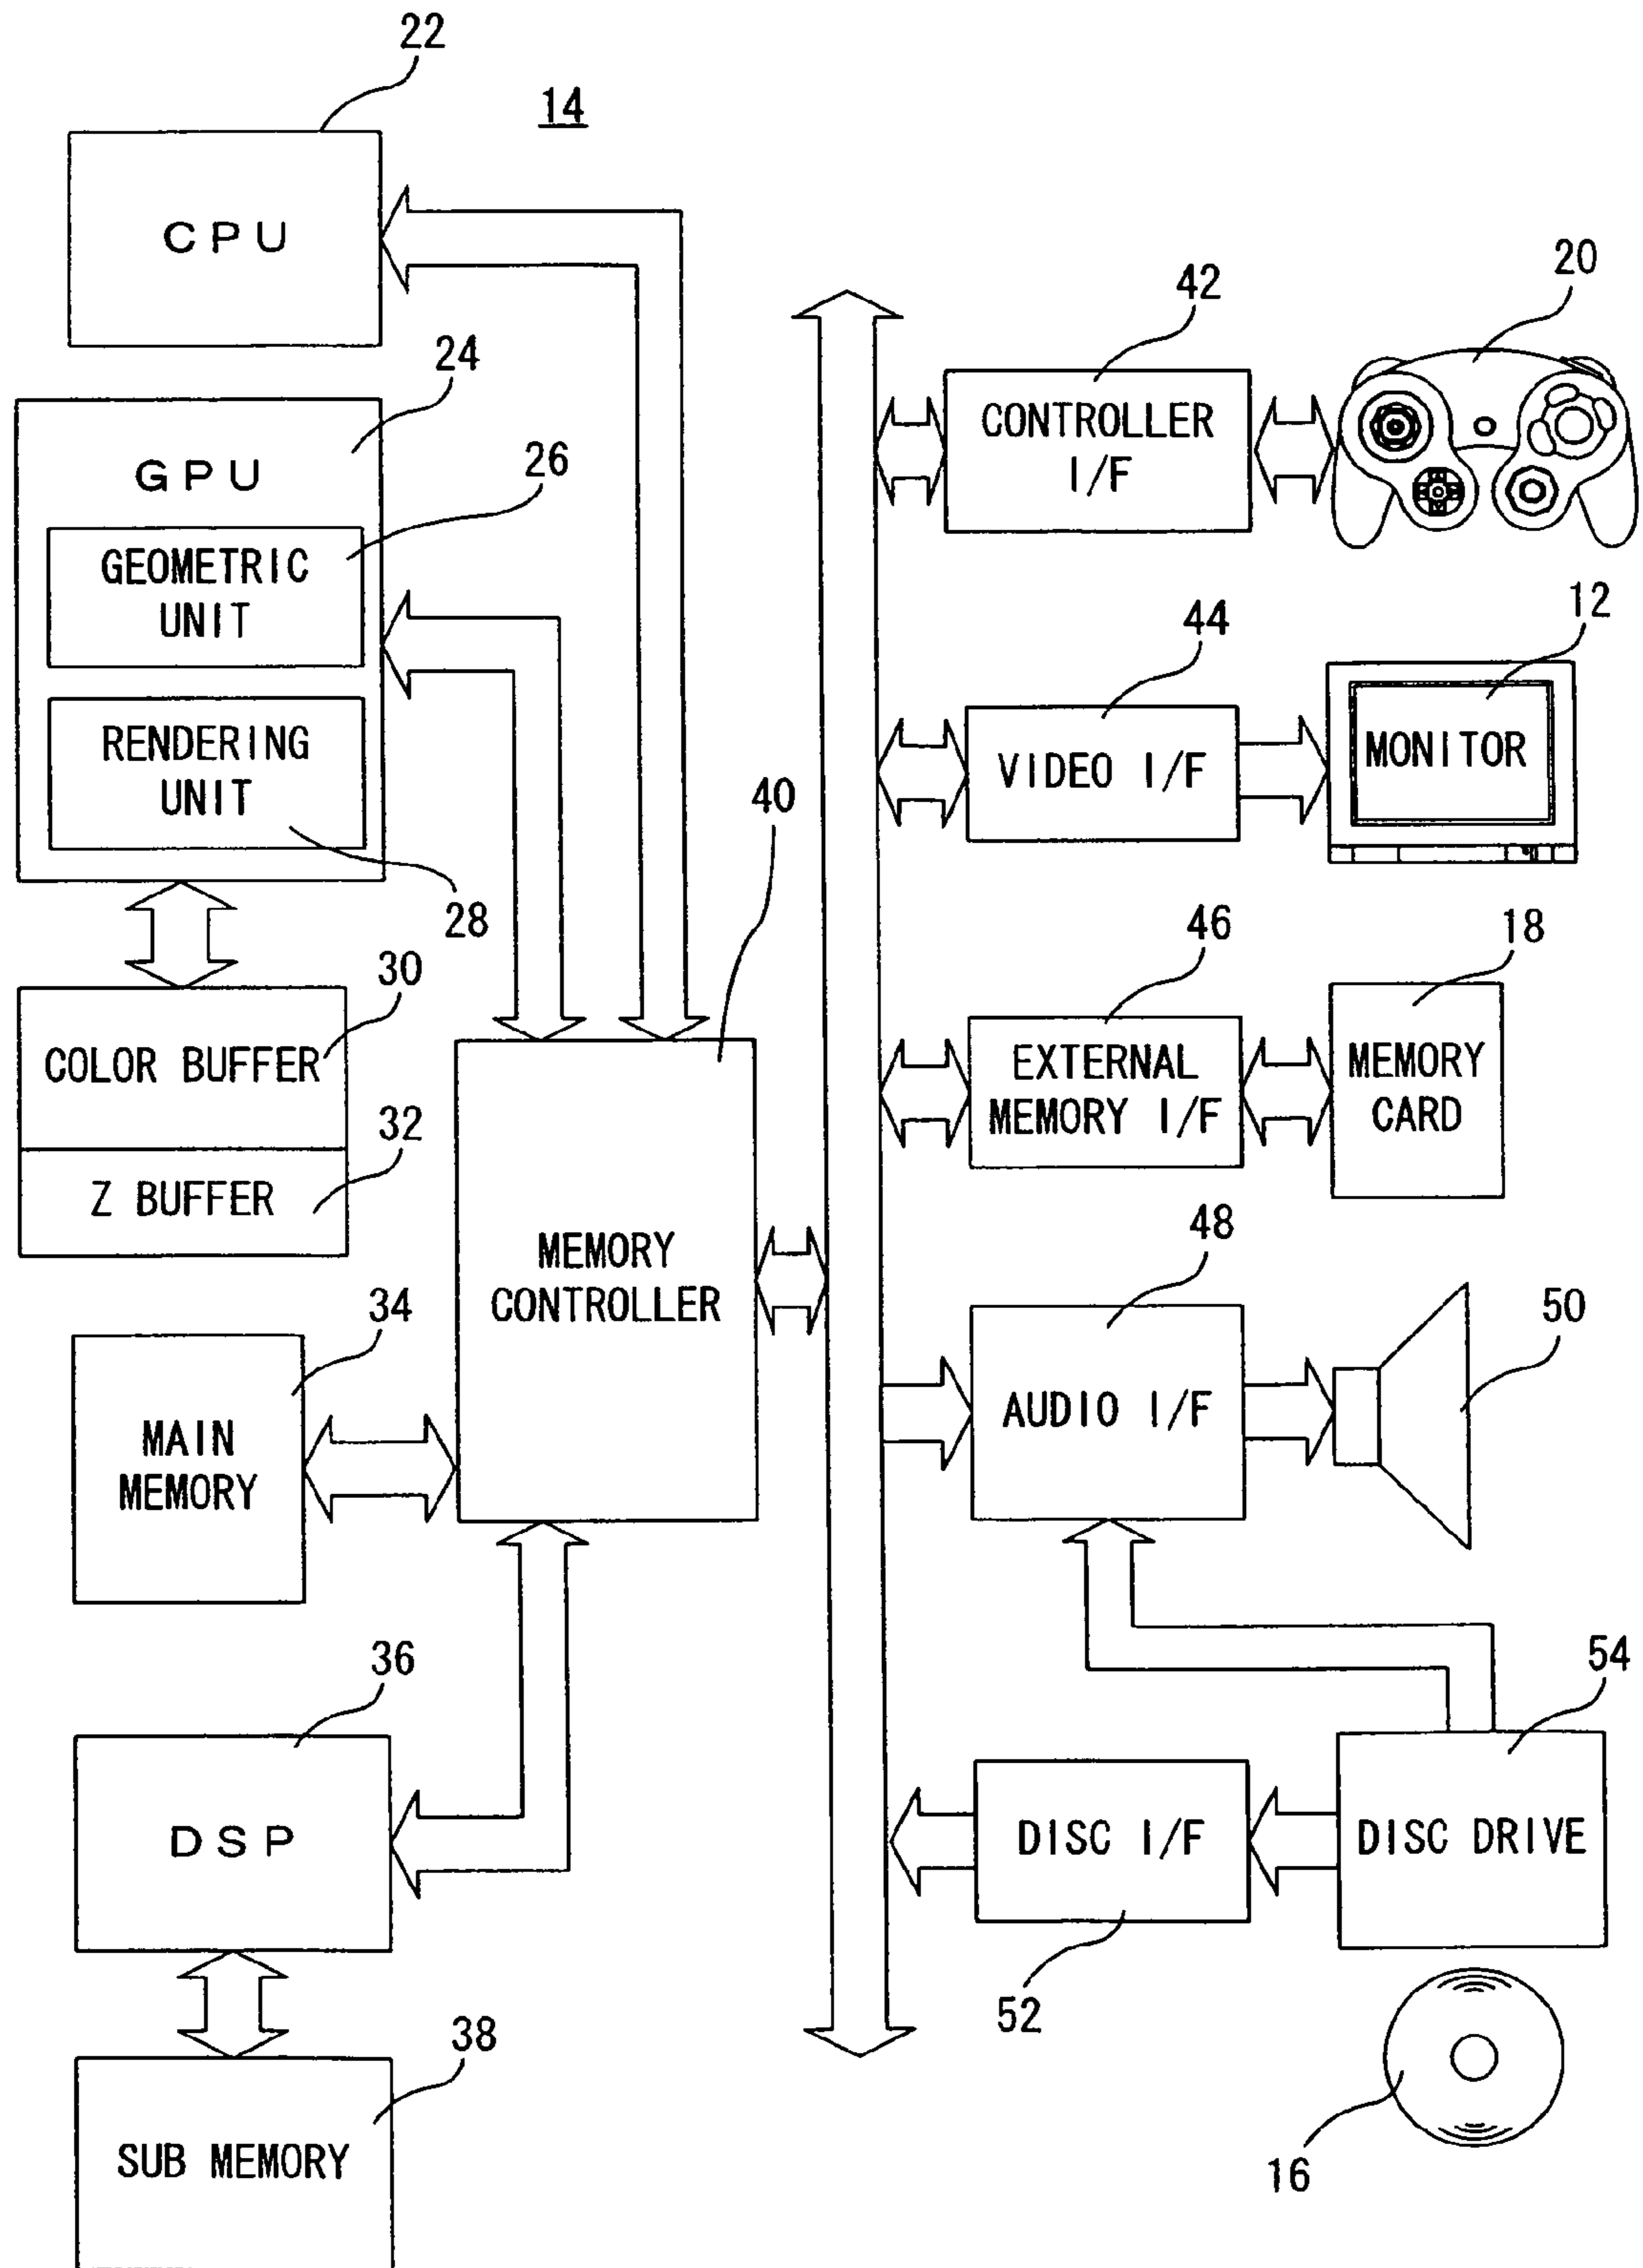 22
14
CPU
24
GPU
26
GEOMETRIC
UNIT
RENDERING
UNIT
28
30
COLOR BUFFER
32
Z BUFFER
34
MAIN
MEMORY
36
DSP
38
SUB MEMORY
40
MEMORY
CONTROLLER
42
20
CONTROLLER
I/F
44
12
VIDEO I/F
MONITOR
46
18
EXTERNAL
MEMORY I/F
MEMORY
CARD
48
50
AUDIO I/F
54
DISC I/F
DISC DRIVE
52
16